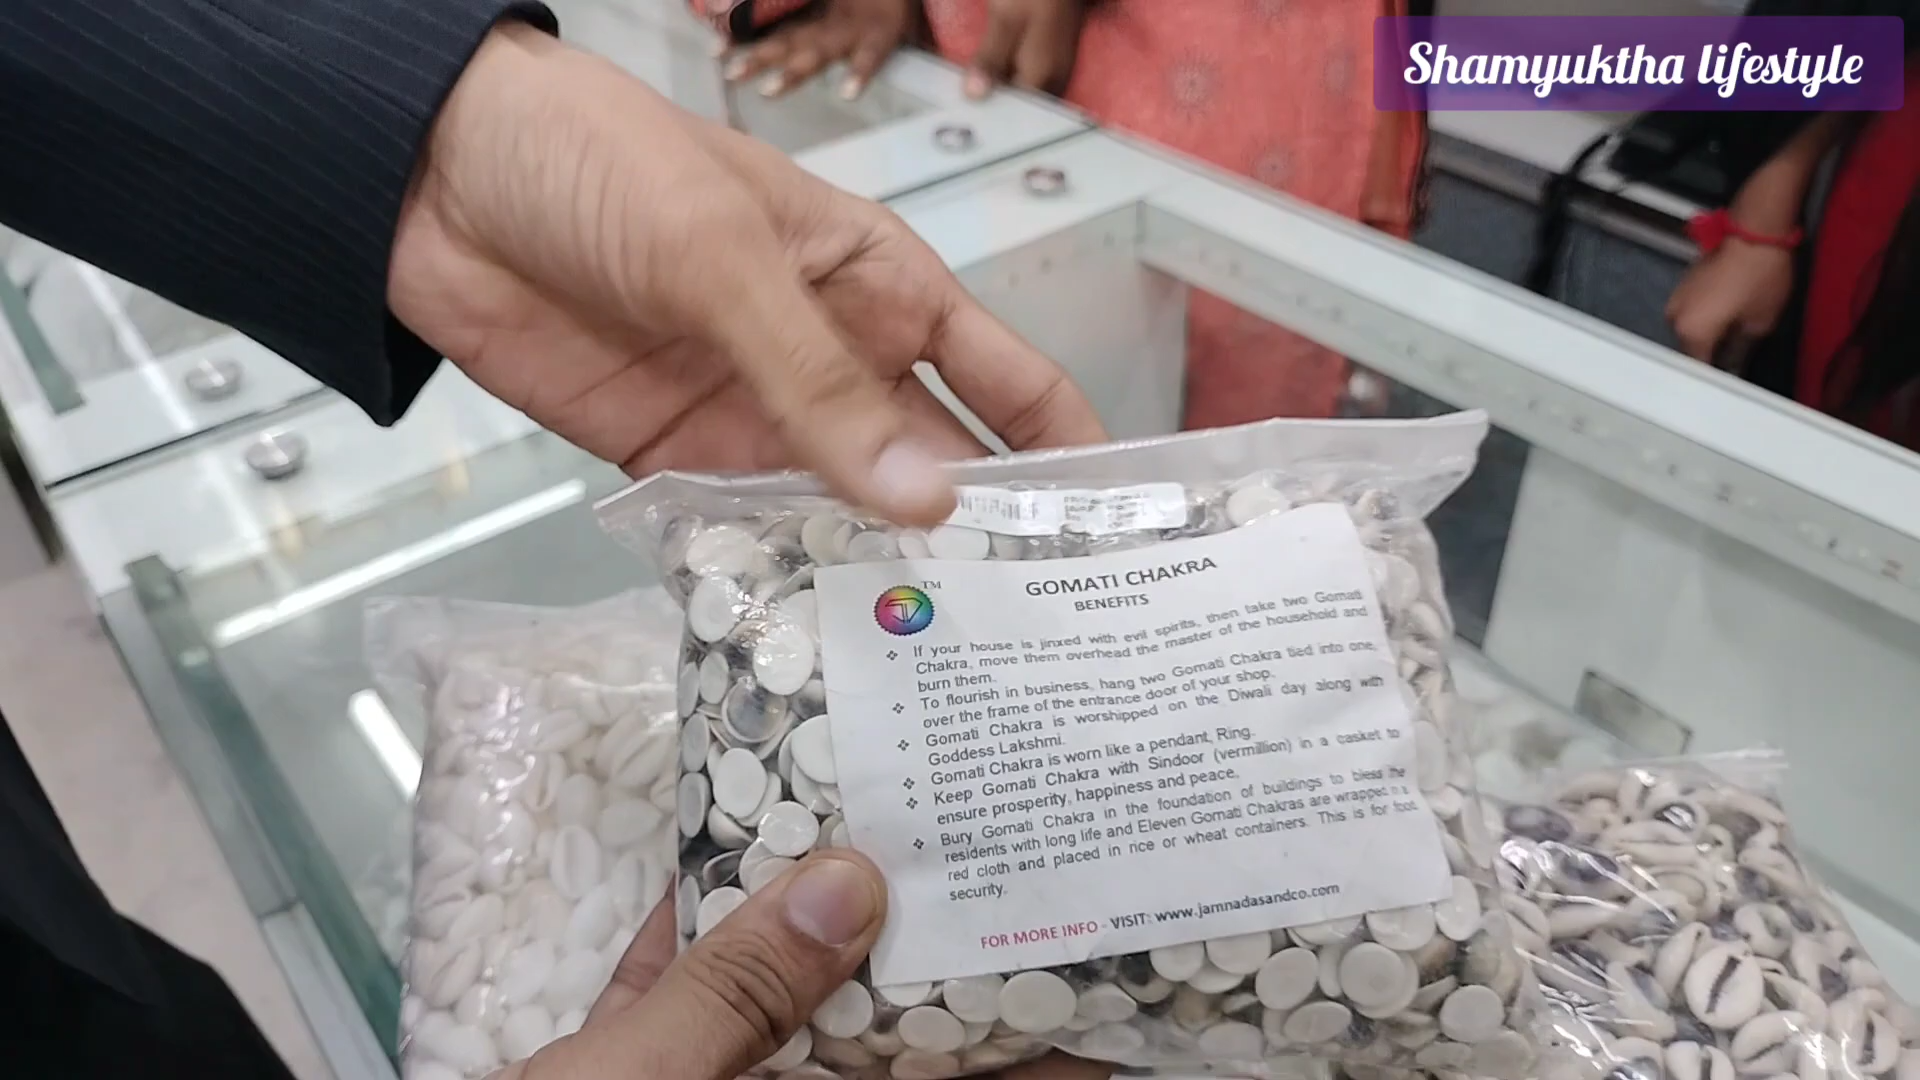 Shamyuktha lifestyle
TM
GOMATI CHAKRA
BENEFITS
❖ If your house is jinxed with evil spirits, then take two Gomati
Chakra, move them overhead the master of the household and
burn them.
❖ To flourish in business, hang two Gomati Chakra tied into one,
over the frame of the entrance door of your shop.
❖ Gomati Chakra is worshipped on the Diwali day along with
Goddess Lakshmi.
❖ Gomati Chakra is worn like a pendant, Ring.
❖ Keep Gomati Chakra with Sindoor (vermillion) in a casket to
ensure prosperity, happiness and peace.
❖ Bury Gomati Chakra in the foundation of buildings to bless the
residents with long life and Eleven Gomati Chakras are wrapped in a
red cloth and placed in rice or wheat containers. This is for food
security.
FOR MORE INFO - VISIT: www.jamnadasandco.com